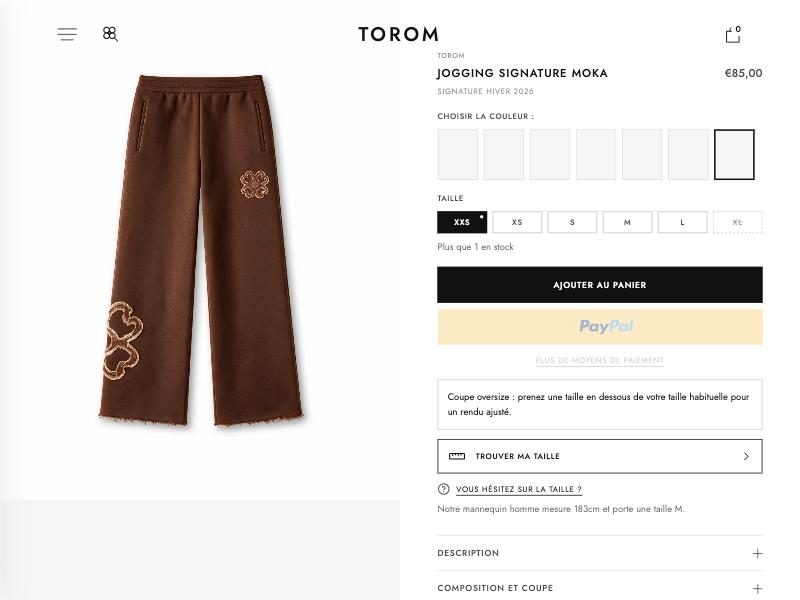 TOROM
0
TOROM
JOGGING SIGNATURE MOKA
€85,00
SIGNATURE HIVER 2026
CHOISIR LA COULEUR :
TAILLE
XXS XS S M L XL
Plus que 1 en stock
AJOUTER AU PANIER
PayPal
PLUS DE MOYENS DE PAIEMENT
Coupe oversize : prenez une taille en dessous de votre taille habituelle pour
un rendu ajusté.
TROUVER MA TAILLE
VOUS HÉSITEZ SUR LA TAILLE ?
Notre mannequin homme mesure 183cm et porte une taille M.
DESCRIPTION
COMPOSITION ET COUPE